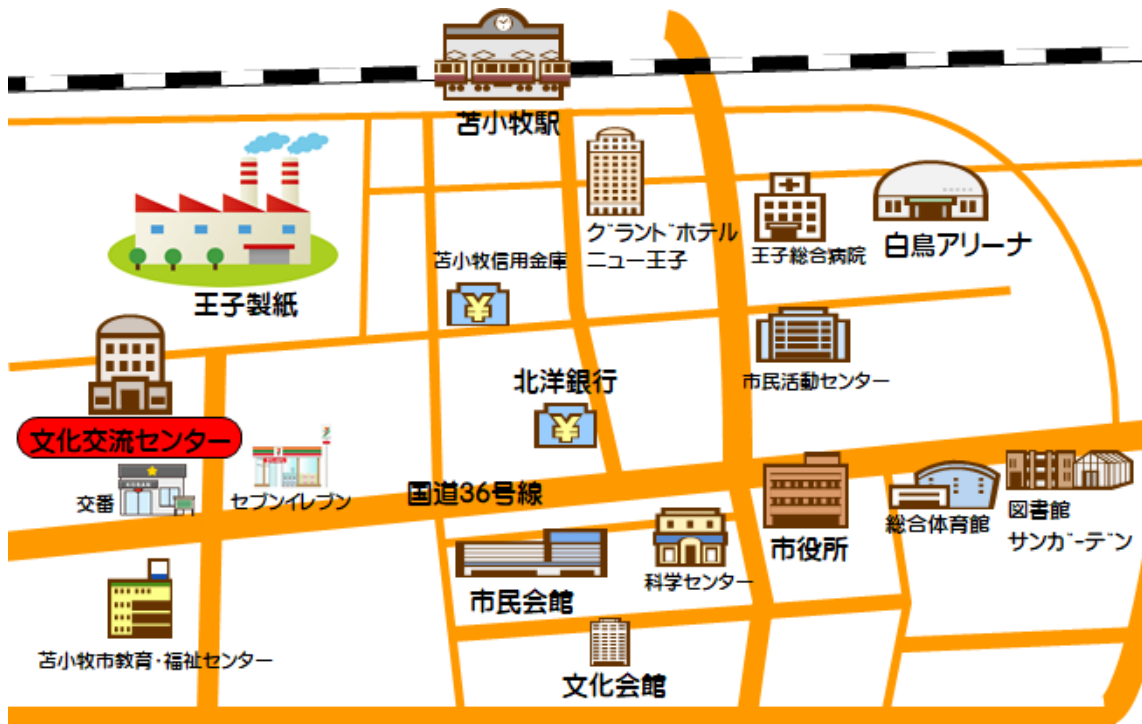 苫小牧駅
グランドホテル
ニュー王子
王子総合病院
白鳥アリーナ
苫小牧信用金庫
¥
王子製紙
市民活動センター
北洋銀行
¥
文化交流センター
交番
セブンイレブン
国道36号線
市役所
総合体育館
図書館
サンガーデン
市民会館
科学センター
苫小牧市教育・福祉センター
文化会館